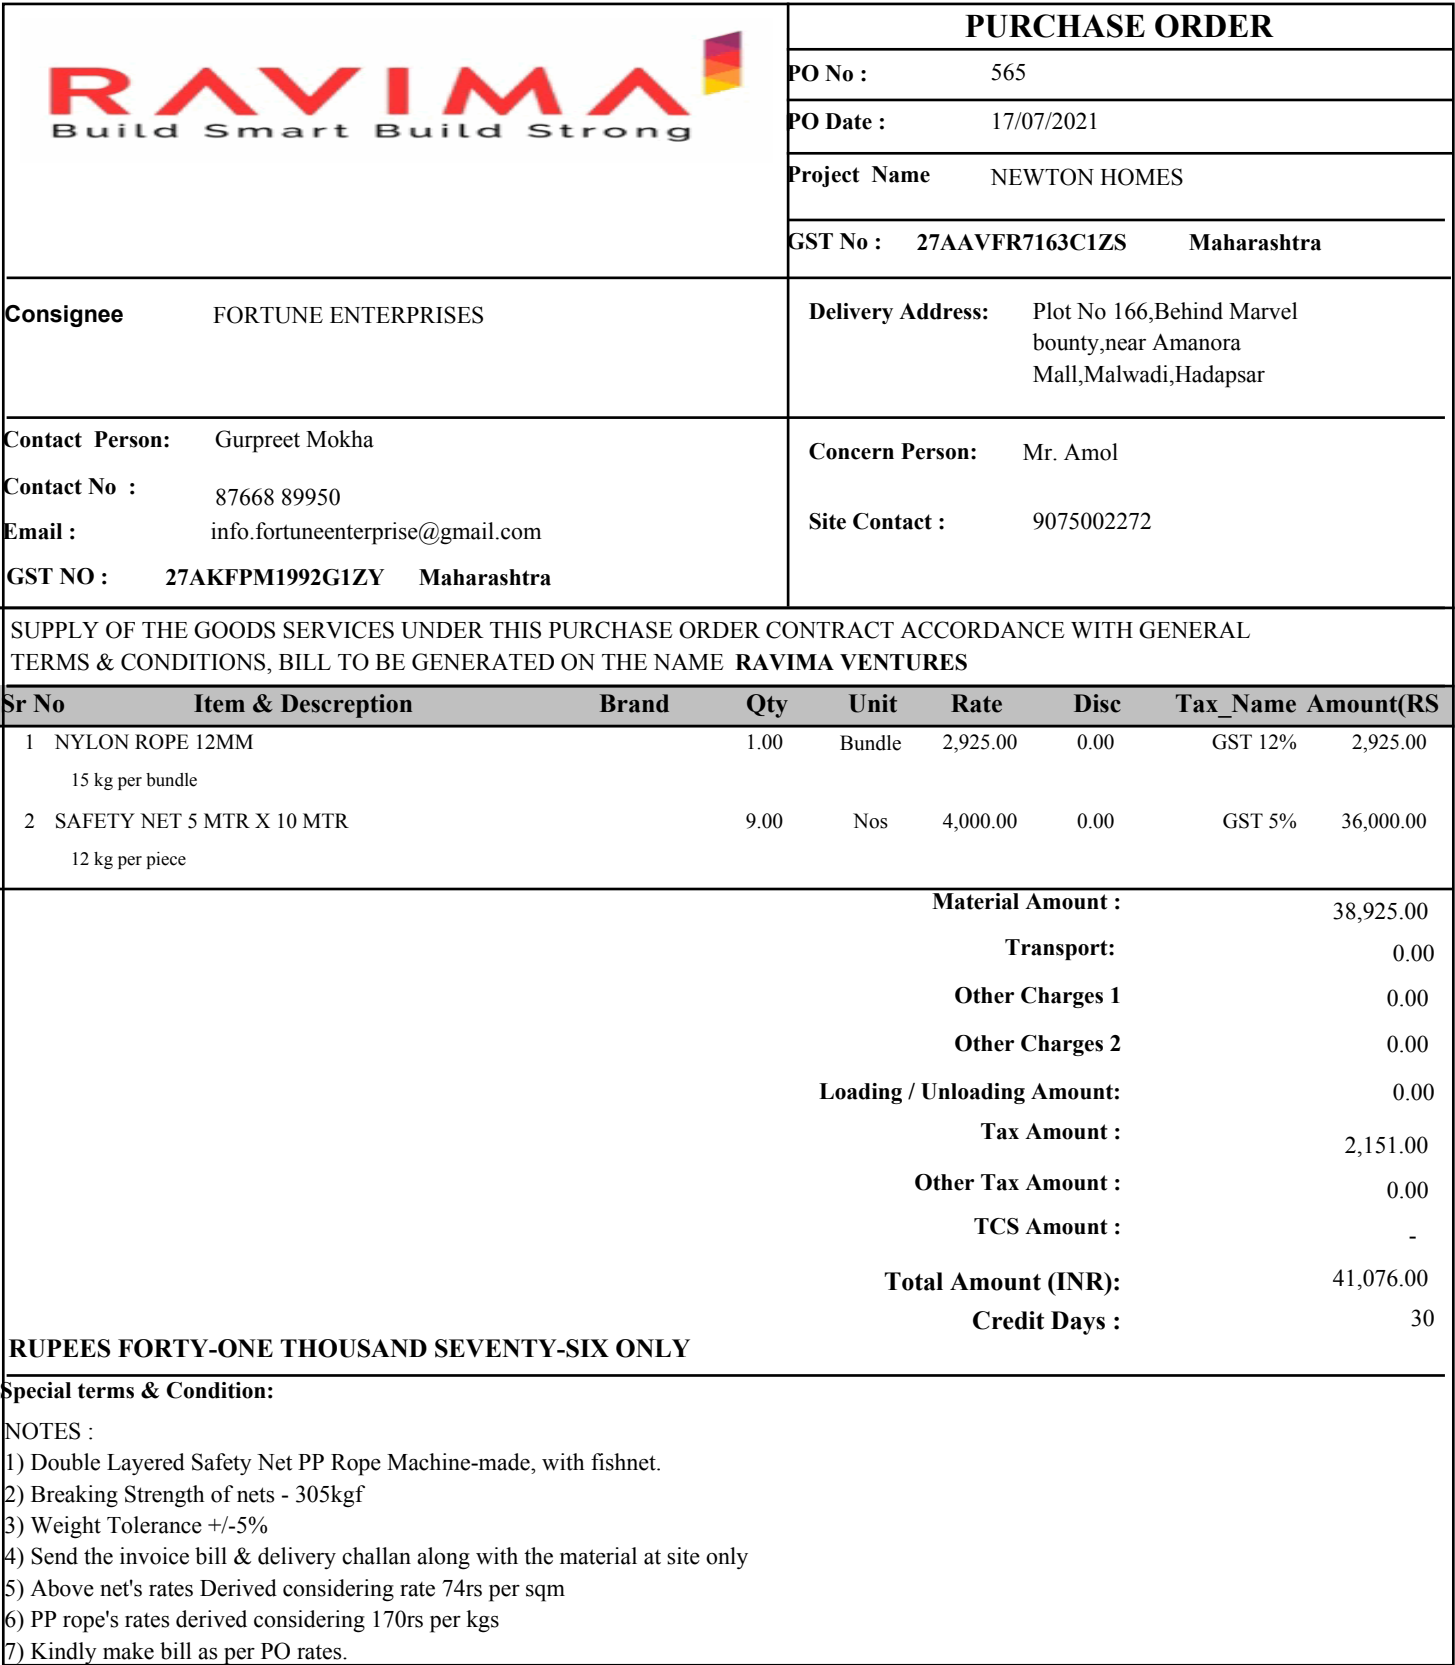 RAVIMA
Build Smart Build Strong
PURCHASE ORDER
PO No : 565
PO Date : 17/07/2021
Project Name NEWTON HOMES
GST No : 27AAVFR7163C1ZS Maharashtra
Consignee FORTUNE ENTERPRISES
Delivery Address: Plot No 166,Behind Marvel
bounty,near Amanora
Mall,Malwadi,Hadapsar
Contact Person: Gurpreet Mokha
Contact No : 87668 89950
Email : info.fortuneenterprise@gmail.com
GST NO : 27AKFPM1992G1ZY Maharashtra
Concern Person: Mr. Amol
Site Contact : 9075002272
SUPPLY OF THE GOODS SERVICES UNDER THIS PURCHASE ORDER CONTRACT ACCORDANCE WITH GENERAL
TERMS & CONDITIONS, BILL TO BE GENERATED ON THE NAME RAVIMA VENTURES
Sr No Item & Descreption Brand Qty Unit Rate Disc Tax_Name Amount(RS
1 NYLON ROPE 12MM 1.00 Bundle 2,925.00 0.00 GST 12% 2,925.00
15 kg per bundle
2 SAFETY NET 5 MTR X 10 MTR 9.00 Nos 4,000.00 0.00 GST 5% 36,000.00
12 kg per piece
Material Amount : 38,925.00
Transport: 0.00
Other Charges 1 0.00
Other Charges 2 0.00
Loading / Unloading Amount: 0.00
Tax Amount : 2,151.00
Other Tax Amount : 0.00
TCS Amount : -
Total Amount (INR): 41,076.00
Credit Days : 30
RUPEES FORTY-ONE THOUSAND SEVENTY-SIX ONLY
Special terms & Condition:
NOTES :
1) Double Layered Safety Net PP Rope Machine-made, with fishnet.
2) Breaking Strength of nets - 305kgf
3) Weight Tolerance +/-5%
4) Send the invoice bill & delivery challan along with the material at site only
5) Above net's rates Derived considering rate 74rs per sqm
6) PP rope's rates derived considering 170rs per kgs
7) Kindly make bill as per PO rates.